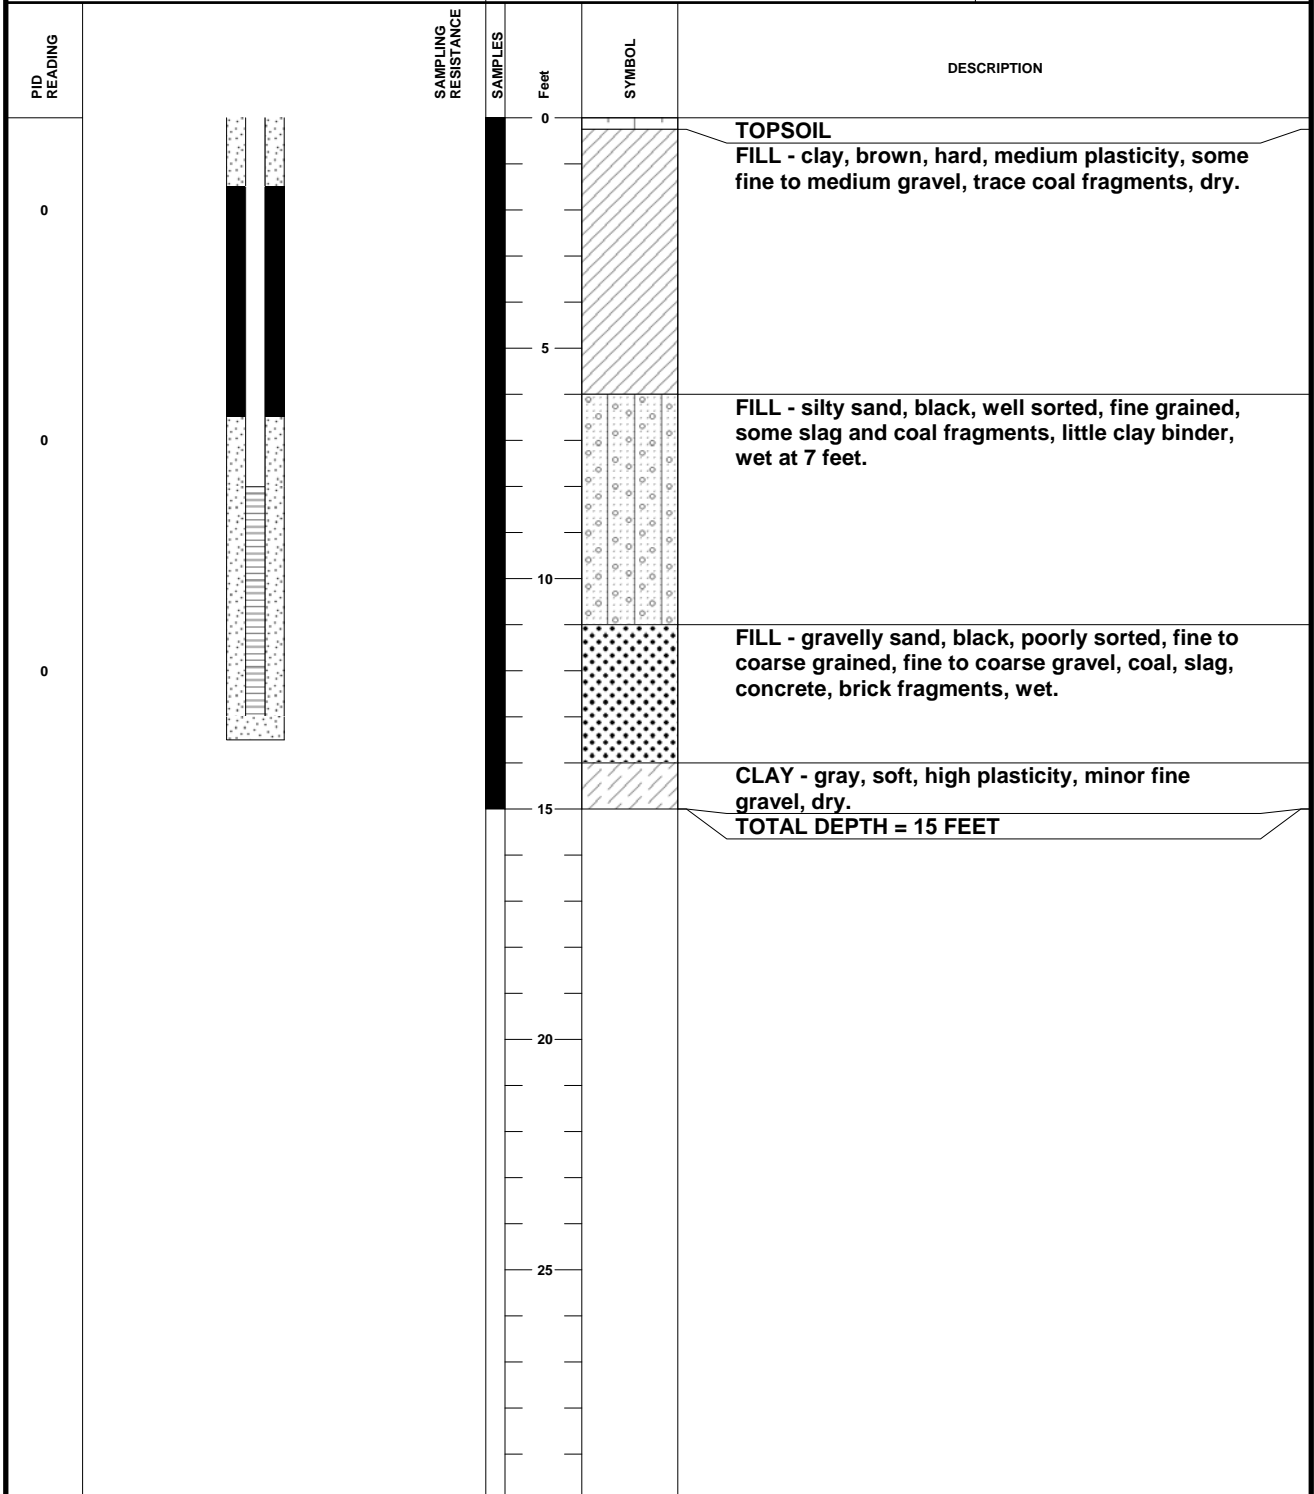 PID
READING
SAMPLING
RESISTANCE
SAMPLES
Feet
SYMBOL
DESCRIPTION
0
TOPSOIL
FILL - clay, brown, hard, medium plasticity, some
fine to medium gravel, trace coal fragments, dry.
0
5
FILL - silty sand, black, well sorted, fine grained,
some slag and coal fragments, little clay binder,
wet at 7 feet.
0
10
FILL - gravelly sand, black, poorly sorted, fine to
coarse grained, fine to coarse gravel, coal, slag,
concrete, brick fragments, wet.
0
CLAY - gray, soft, high plasticity, minor fine
gravel, dry.
15
TOTAL DEPTH = 15 FEET
20
25